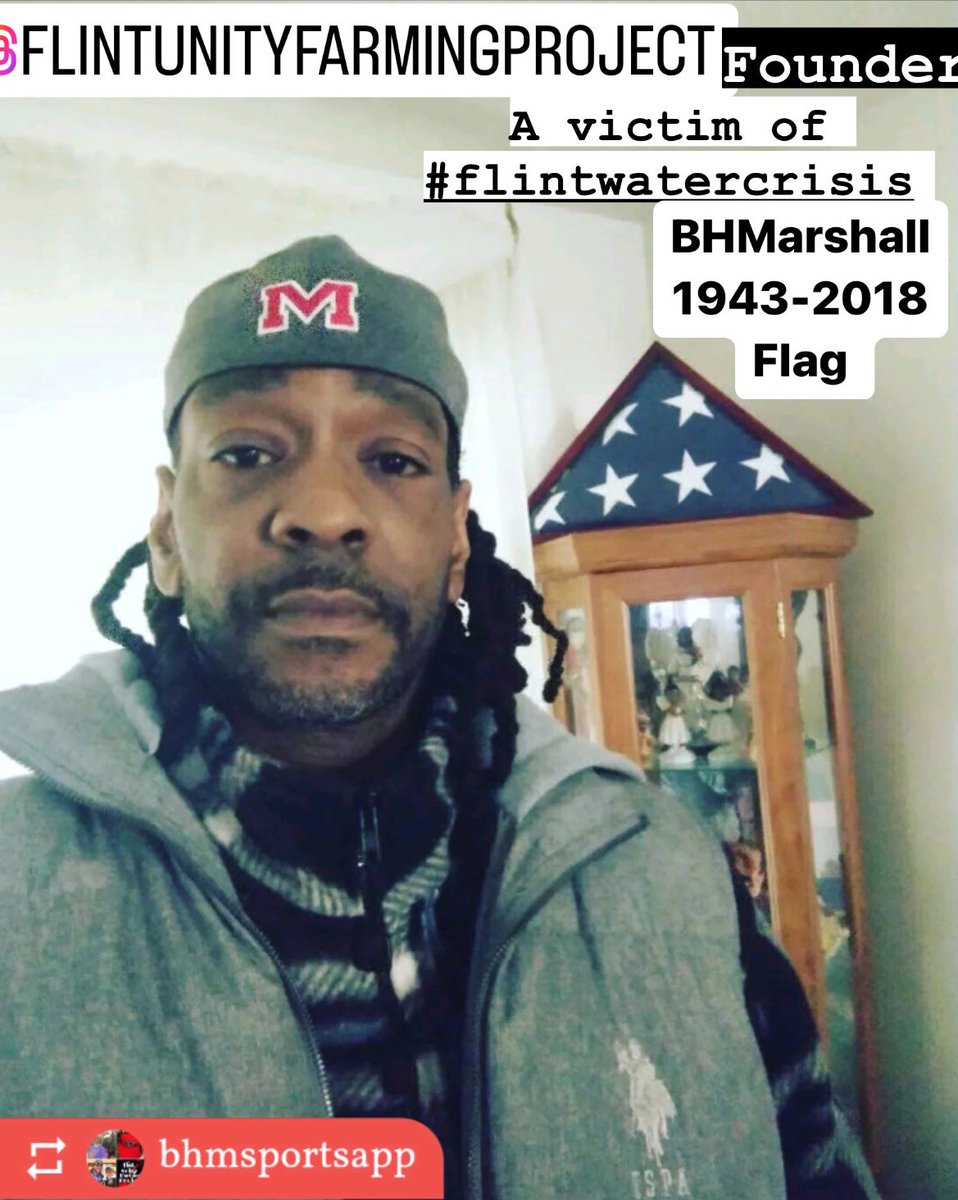 FLINTUNITYFARMINGPROJECT
Founder
A victim of
#flintwatercrisis
BHMarshall
1943-2018
Flag
M
USPA
bhmsportsapp